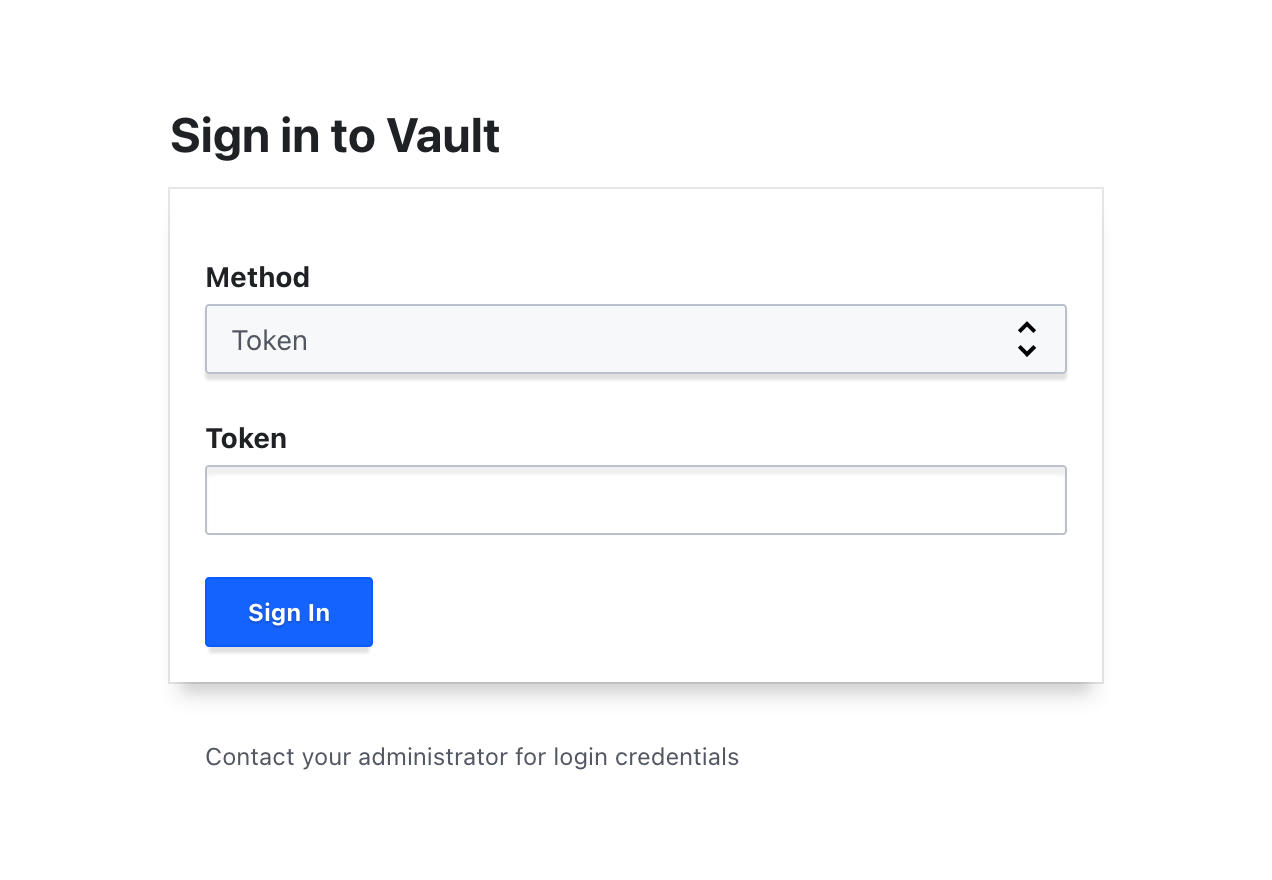 Sign in to Vault
Method
Token
Token
Sign In
Contact your administrator for login credentials